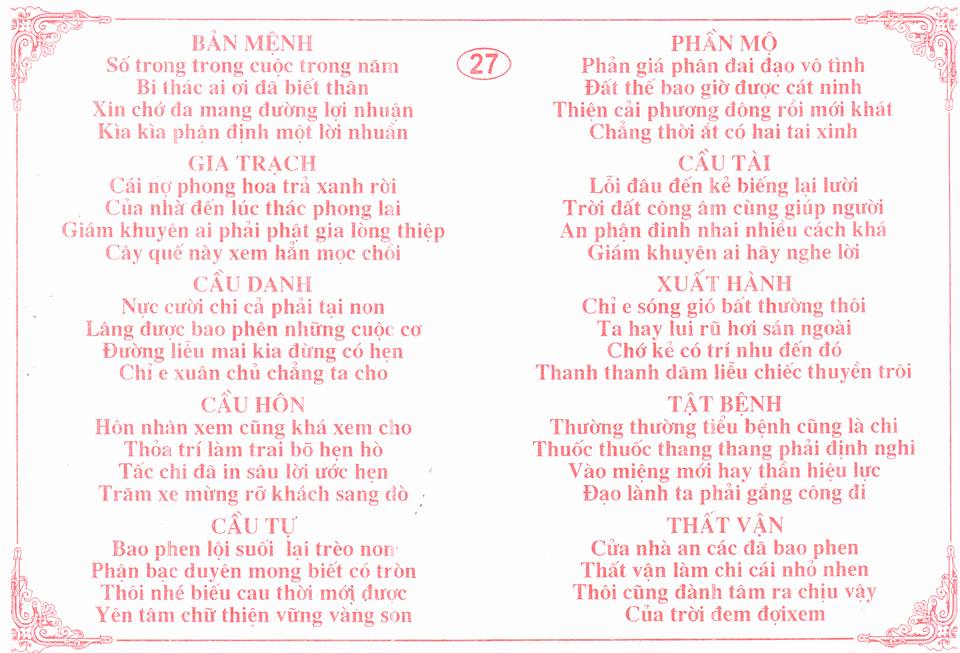 27
BẢN MỆNH
Số trong trong cuộc trong năm
Bi thác ai ơi đã biết thân
Xin chớ đa mang đường lợi nhuận
Kìa kìa phận định một lời nhuần
GIA TRẠCH
Cái nợ phong hoa trả xanh rời
Của nhà đến lúc thác phong lai
Giám khuyên ai phải phật gia lòng thiệp
Cây quế này xem hẳn mọc chồi
CẦU DANH
Nực cười chi cả phải tại non
Lâng được bao phên những cuộc cơ
Đường liễu mai kia đừng có hẹn
Chỉ e xuân chủ chẳng ta cho
CẦU HÔN
Hôn nhàn xem cũng khá xem cho
Thỏa trí làm trai bõ hẹn hò
Tấc chi đã in sâu lời ước hẹn
Trăm xe mừng rỡ khách sang đò
CẦU TỰ
Bao phen lội suối lại trèo non
Phận bạc duyên mong biết có tròn
Thôi nhé biếu cau thời mới được
Yên tâm chữ thiện vững vàng son
PHẦN MỘ
Phản giá phân đai đạo vô tình
Đất thế bao giờ được cát ninh
Thiện cải phương đông rồi mới khát
Chẳng thời ắt có hai tai xinh
CẦU TÀI
Lỗi đâu đến kẻ biếng lại lười
Trời đất công âm cùng giúp người
An phận đinh nhai nhiều cách khá
Giám khuyên ai hãy nghe lời
XUẤT HÀNH
Chỉ e sóng gió bất thường thôi
Ta hay lui rũ hơi sán ngoài
Chớ kẻ có trí nhu đến đó
Thanh thanh dăm liễu chiếc thuyền trôi
TẬT BỆNH
Thường thường tiểu bệnh cũng là chi
Thuốc thuốc thang thang phải định nghi
Vào miệng mới hay thần hiệu lực
Đạo lành ta phải gắng công đi
THẤT VẬN
Cửa nhà an các đã bao phen
Thất vận làm chi cái nhỏ nhen
Thôi cũng đành tâm ra chịu vậy
Của trời đem đợixem